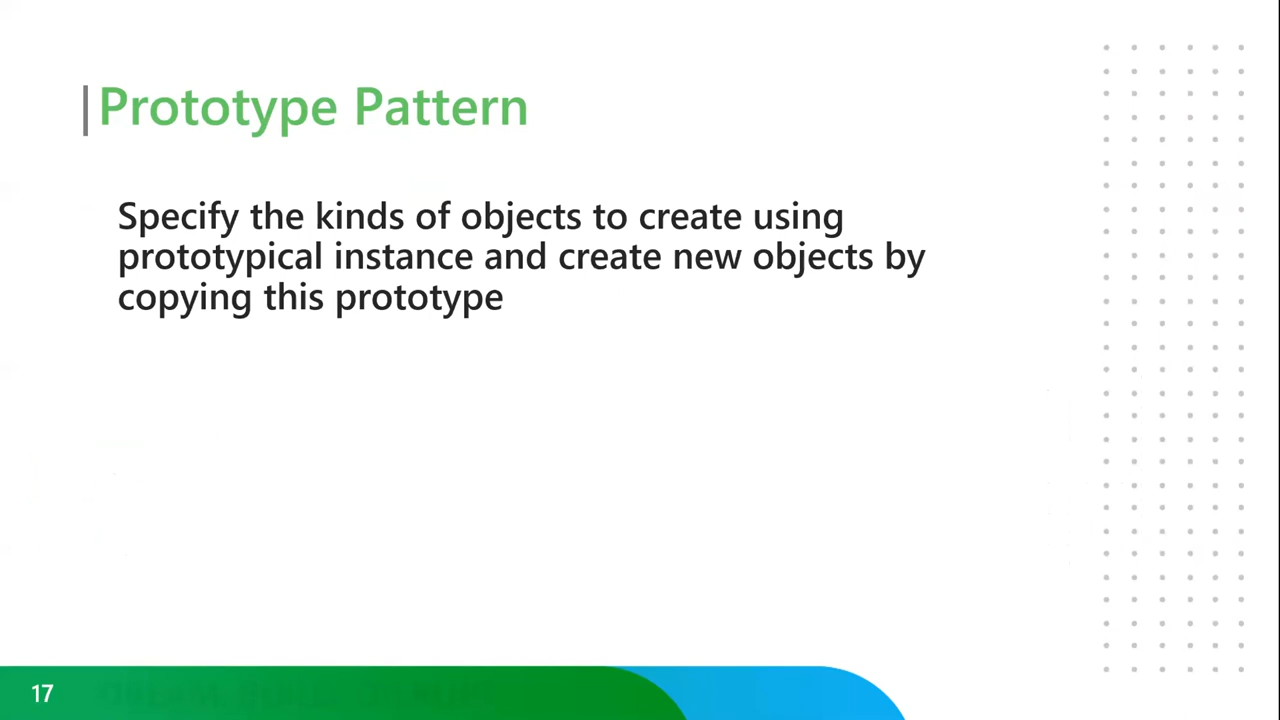 Prototype Pattern
Specify the kinds of objects to create using
prototypical instance and create new objects by
copying this prototype
17